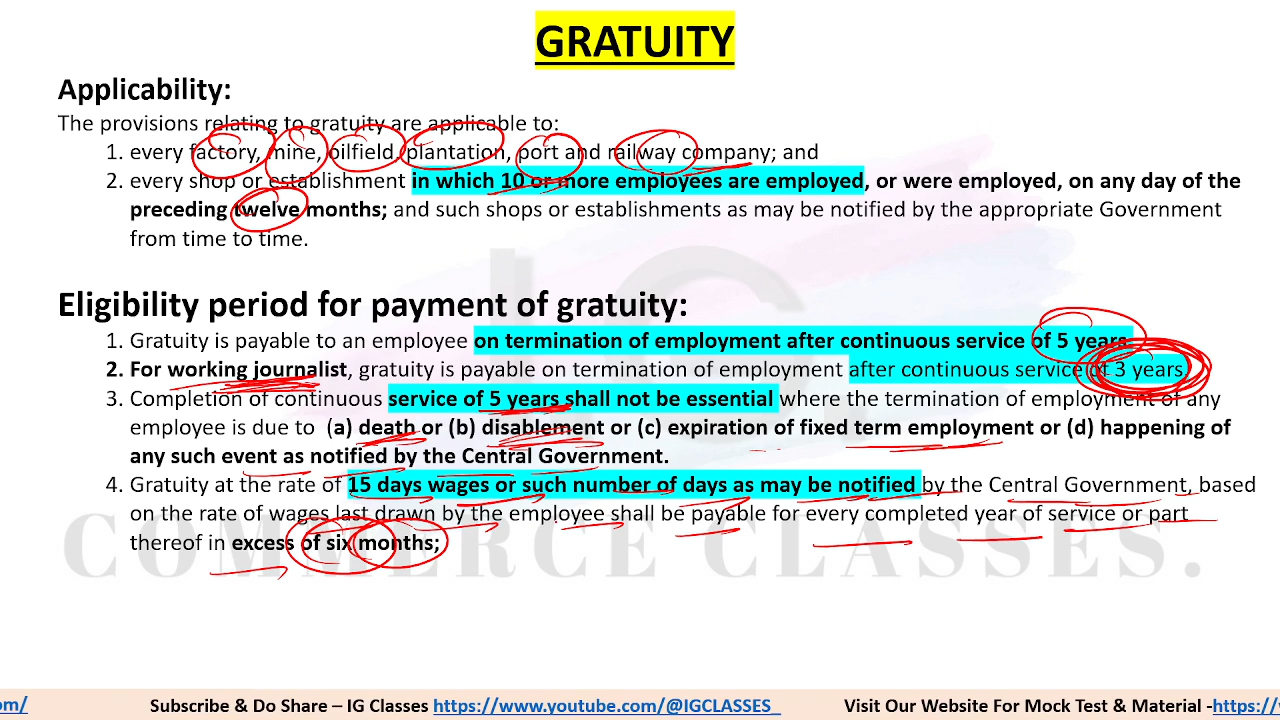 GRATUITY
Applicability:
The provisions relating to gratuity are applicable to:
1. every factory, mine, oilfield, plantation, port and railway company; and
2. every shop or establishment in which 10 or more employees are employed, or were employed, on any day of the
preceding twelve months; and such shops or establishments as may be notified by the appropriate Government
from time to time.
Eligibility period for payment of gratuity:
1. Gratuity is payable to an employee on termination of employment after continuous service of 5 years.
2. For working journalist, gratuity is payable on termination of employment after continuous service of 3 years.
3. Completion of continuous service of 5 years shall not be essential where the termination of employment of any
employee is due to (a) death or (b) disablement or (c) expiration of fixed term employment or (d) happening of
any such event as notified by the Central Government.
4. Gratuity at the rate of 15 days wages or such number of days as may be notified by the Central Government, based
on the rate of wages last drawn by the employee shall be payable for every completed year of service or part
thereof in excess of six months;
IG
COMMERCE CLASSES.
om/ Subscribe & Do Share – IG Classes https://www.youtube.com/@IGCLASSES_ Visit Our Website For Mock Test & Material -https://